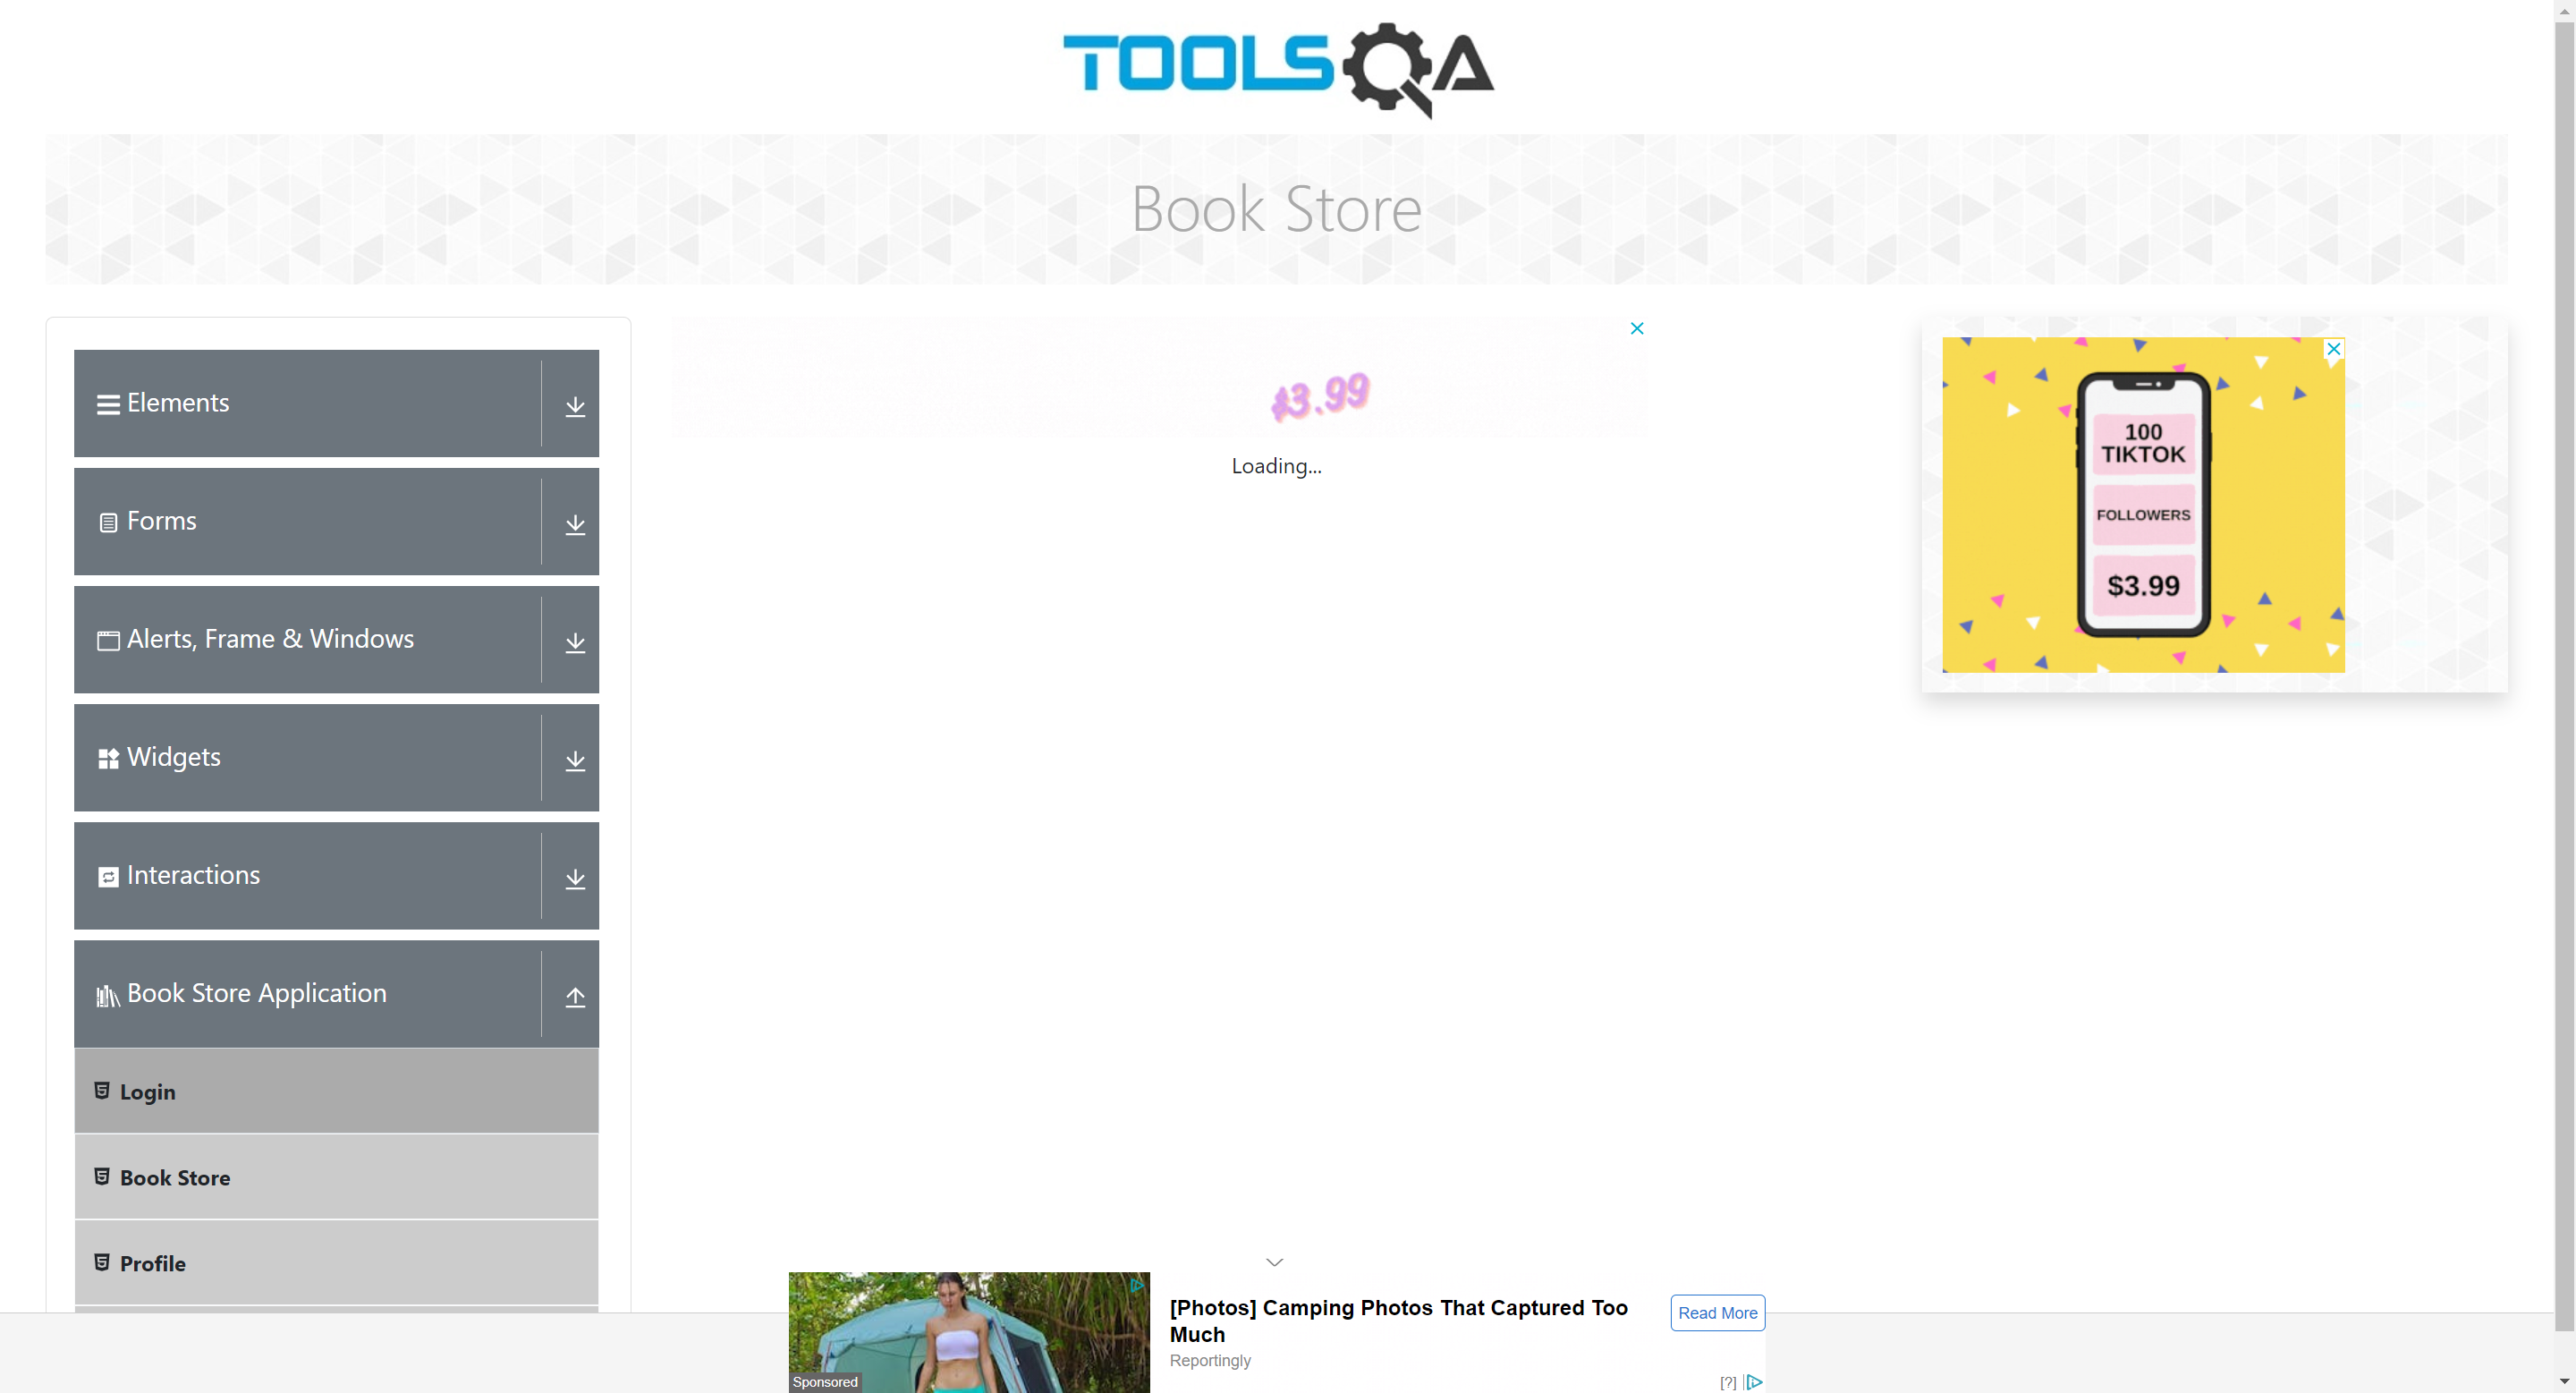 TOOLSQA
Book Store
Elements
Forms
Alerts, Frame & Windows
Widgets
Interactions
Book Store Application
Login
Book Store
Profile
$3.99
Loading...
100
TIKTOK
FOLLOWERS
$3.99
[Photos] Camping Photos That Captured Too
Much
Reportingly
Read More
Sponsored
[?]